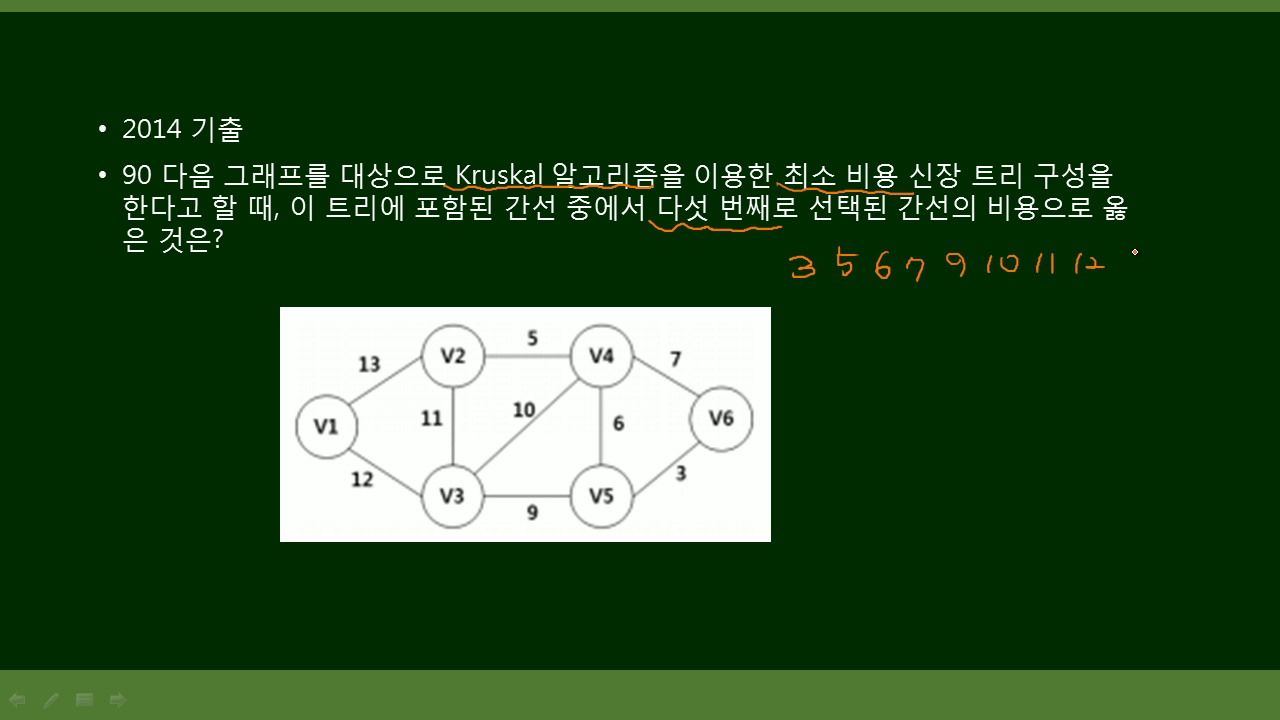 • 2014 기출
• 90 다음 그래프를 대상으로 Kruskal 알고리즘을 이용한 최소 비용 신장 트리 구성을
한다고 할 때, 이 트리에 포함된 간선 중에서 다섯 번째로 선택된 간선의 비용으로 옳
은 것은?
3 5 6 7 9 10 11 12
5
13 V2 V4 7
V1 11 10 6 V6
12 V3 V5 3
9